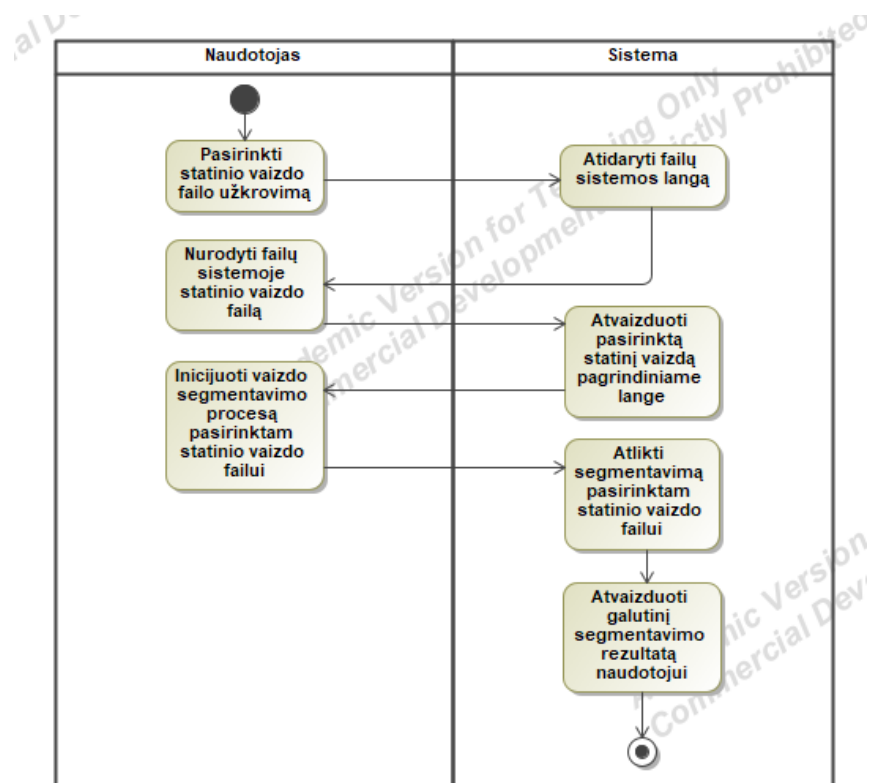 Naudotojas
Sistema
Pasirinkti
statinio vaizdo
failo užkrovimą
Atidaryti failų
sistemos langą
Nurodyti failų
sistemoje
statinio vaizdo
failą
Atvaizduoti
pasirinktą
statinį vaizdą
pagrindiniame
lange
Inicijuoti vaizdo
segmentavimo
procesą
pasirinktam
statinio vaizdo
failui
Atlikti
segmentavimą
pasirinktam
statinio vaizdo
failui
Atvaizduoti
galutinį
segmentavimo
rezultatą
naudotojui